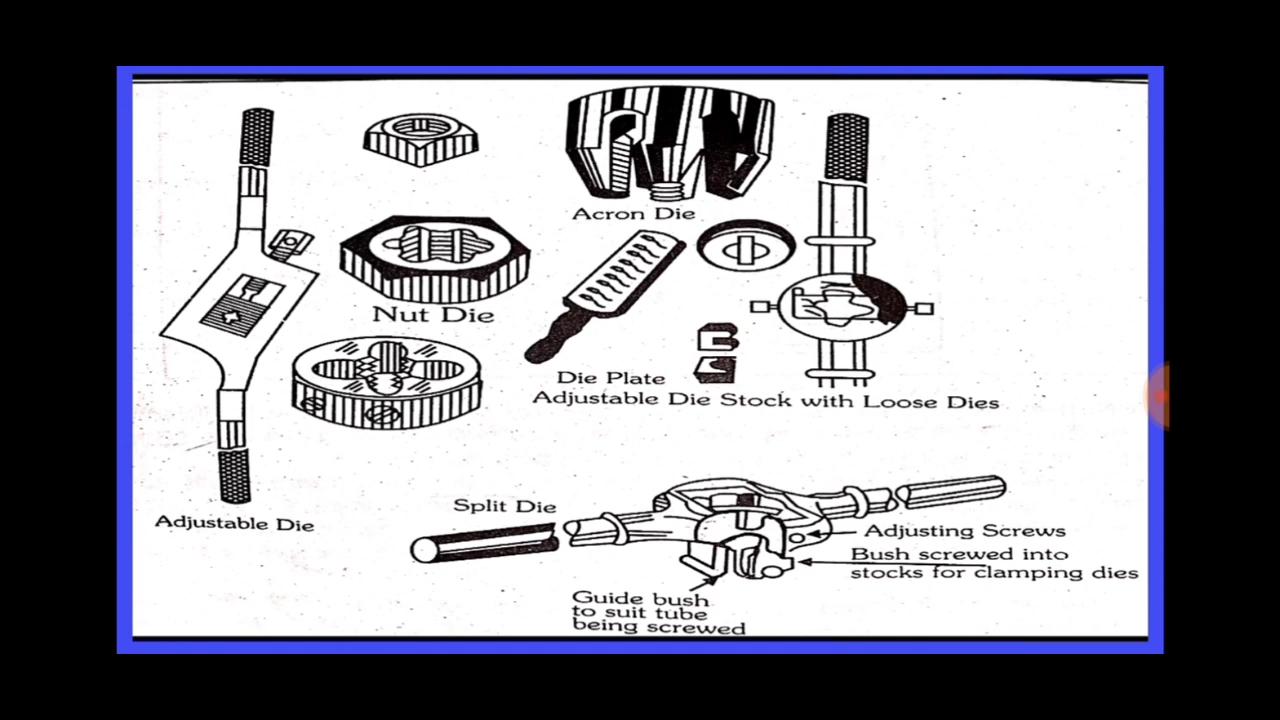 Acron Die
Nut Die
Die Plate
Adjustable Die Stock with Loose Dies
Split Die
Adjustable Die
Adjusting Screws
Bush screwed into
stocks for clamping dies
Guide bush
to suit tube
being screwed